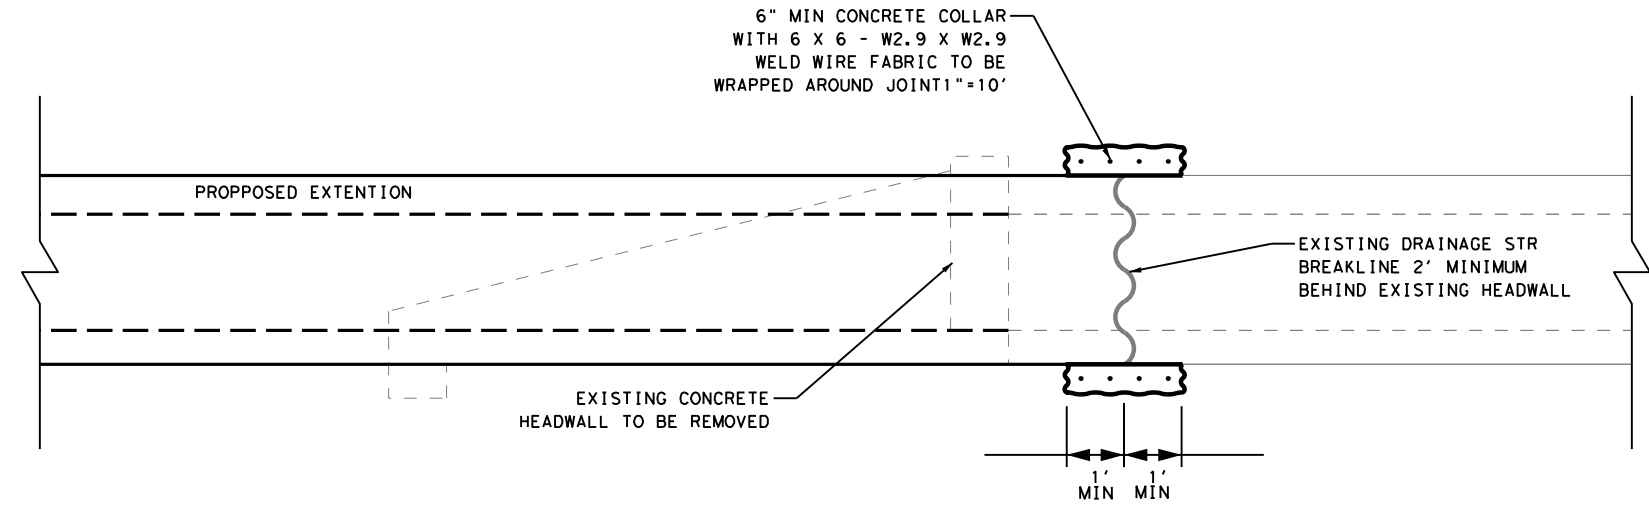 6" MIN CONCRETE COLLAR
WITH 6 X 6 - W2.9 X W2.9
WELD WIRE FABRIC TO BE
WRAPPED AROUND JOINT1"=10'
PROPPOSED EXTENTION
EXISTING DRAINAGE STR
BREAKLINE 2' MINIMUM
BEHIND EXISTING HEADWALL
EXISTING CONCRETE
HEADWALL TO BE REMOVED
1' 1'
MIN MIN